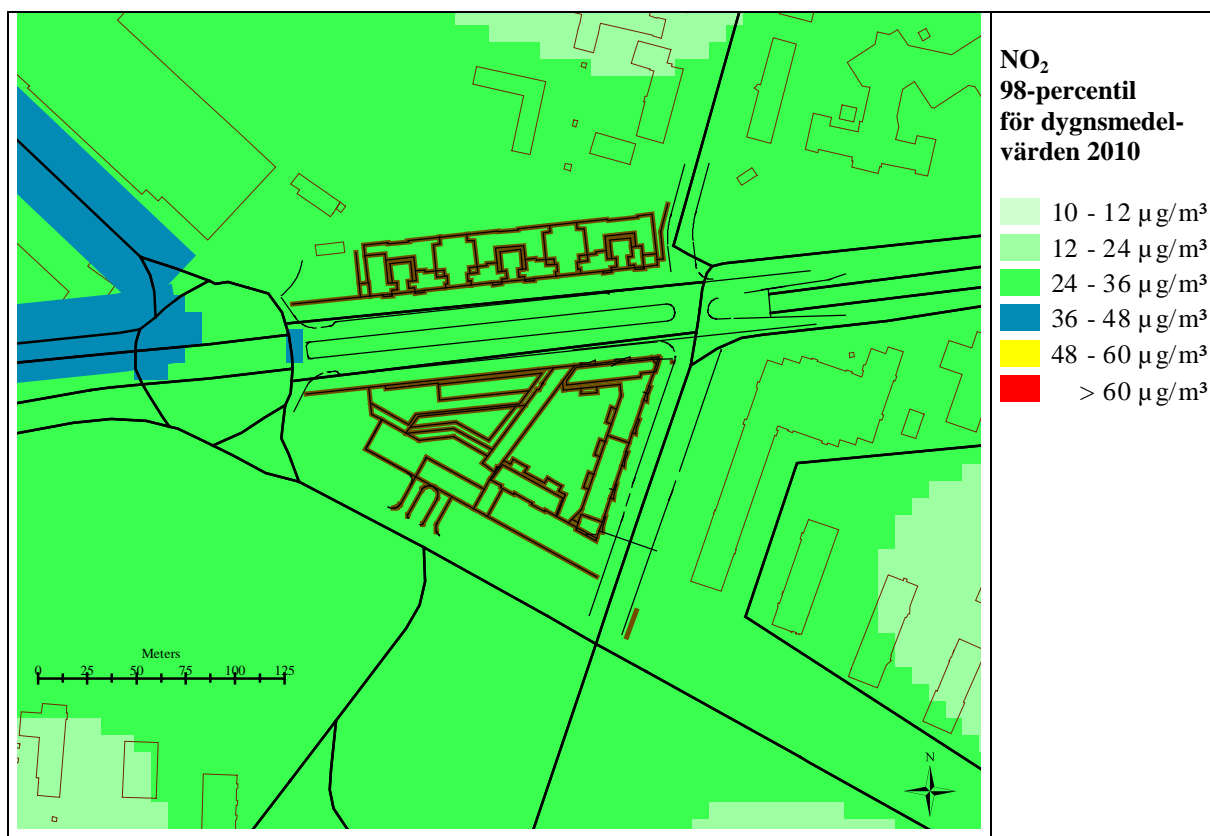 NO₂
98-percentil
för dygnsmedel-
värden 2010
10 - 12 µg/m³
12 - 24 µg/m³
24 - 36 µg/m³
36 - 48 µg/m³
48 - 60 µg/m³
> 60 µg/m³
Meters
0 25 50 75 100 125
N